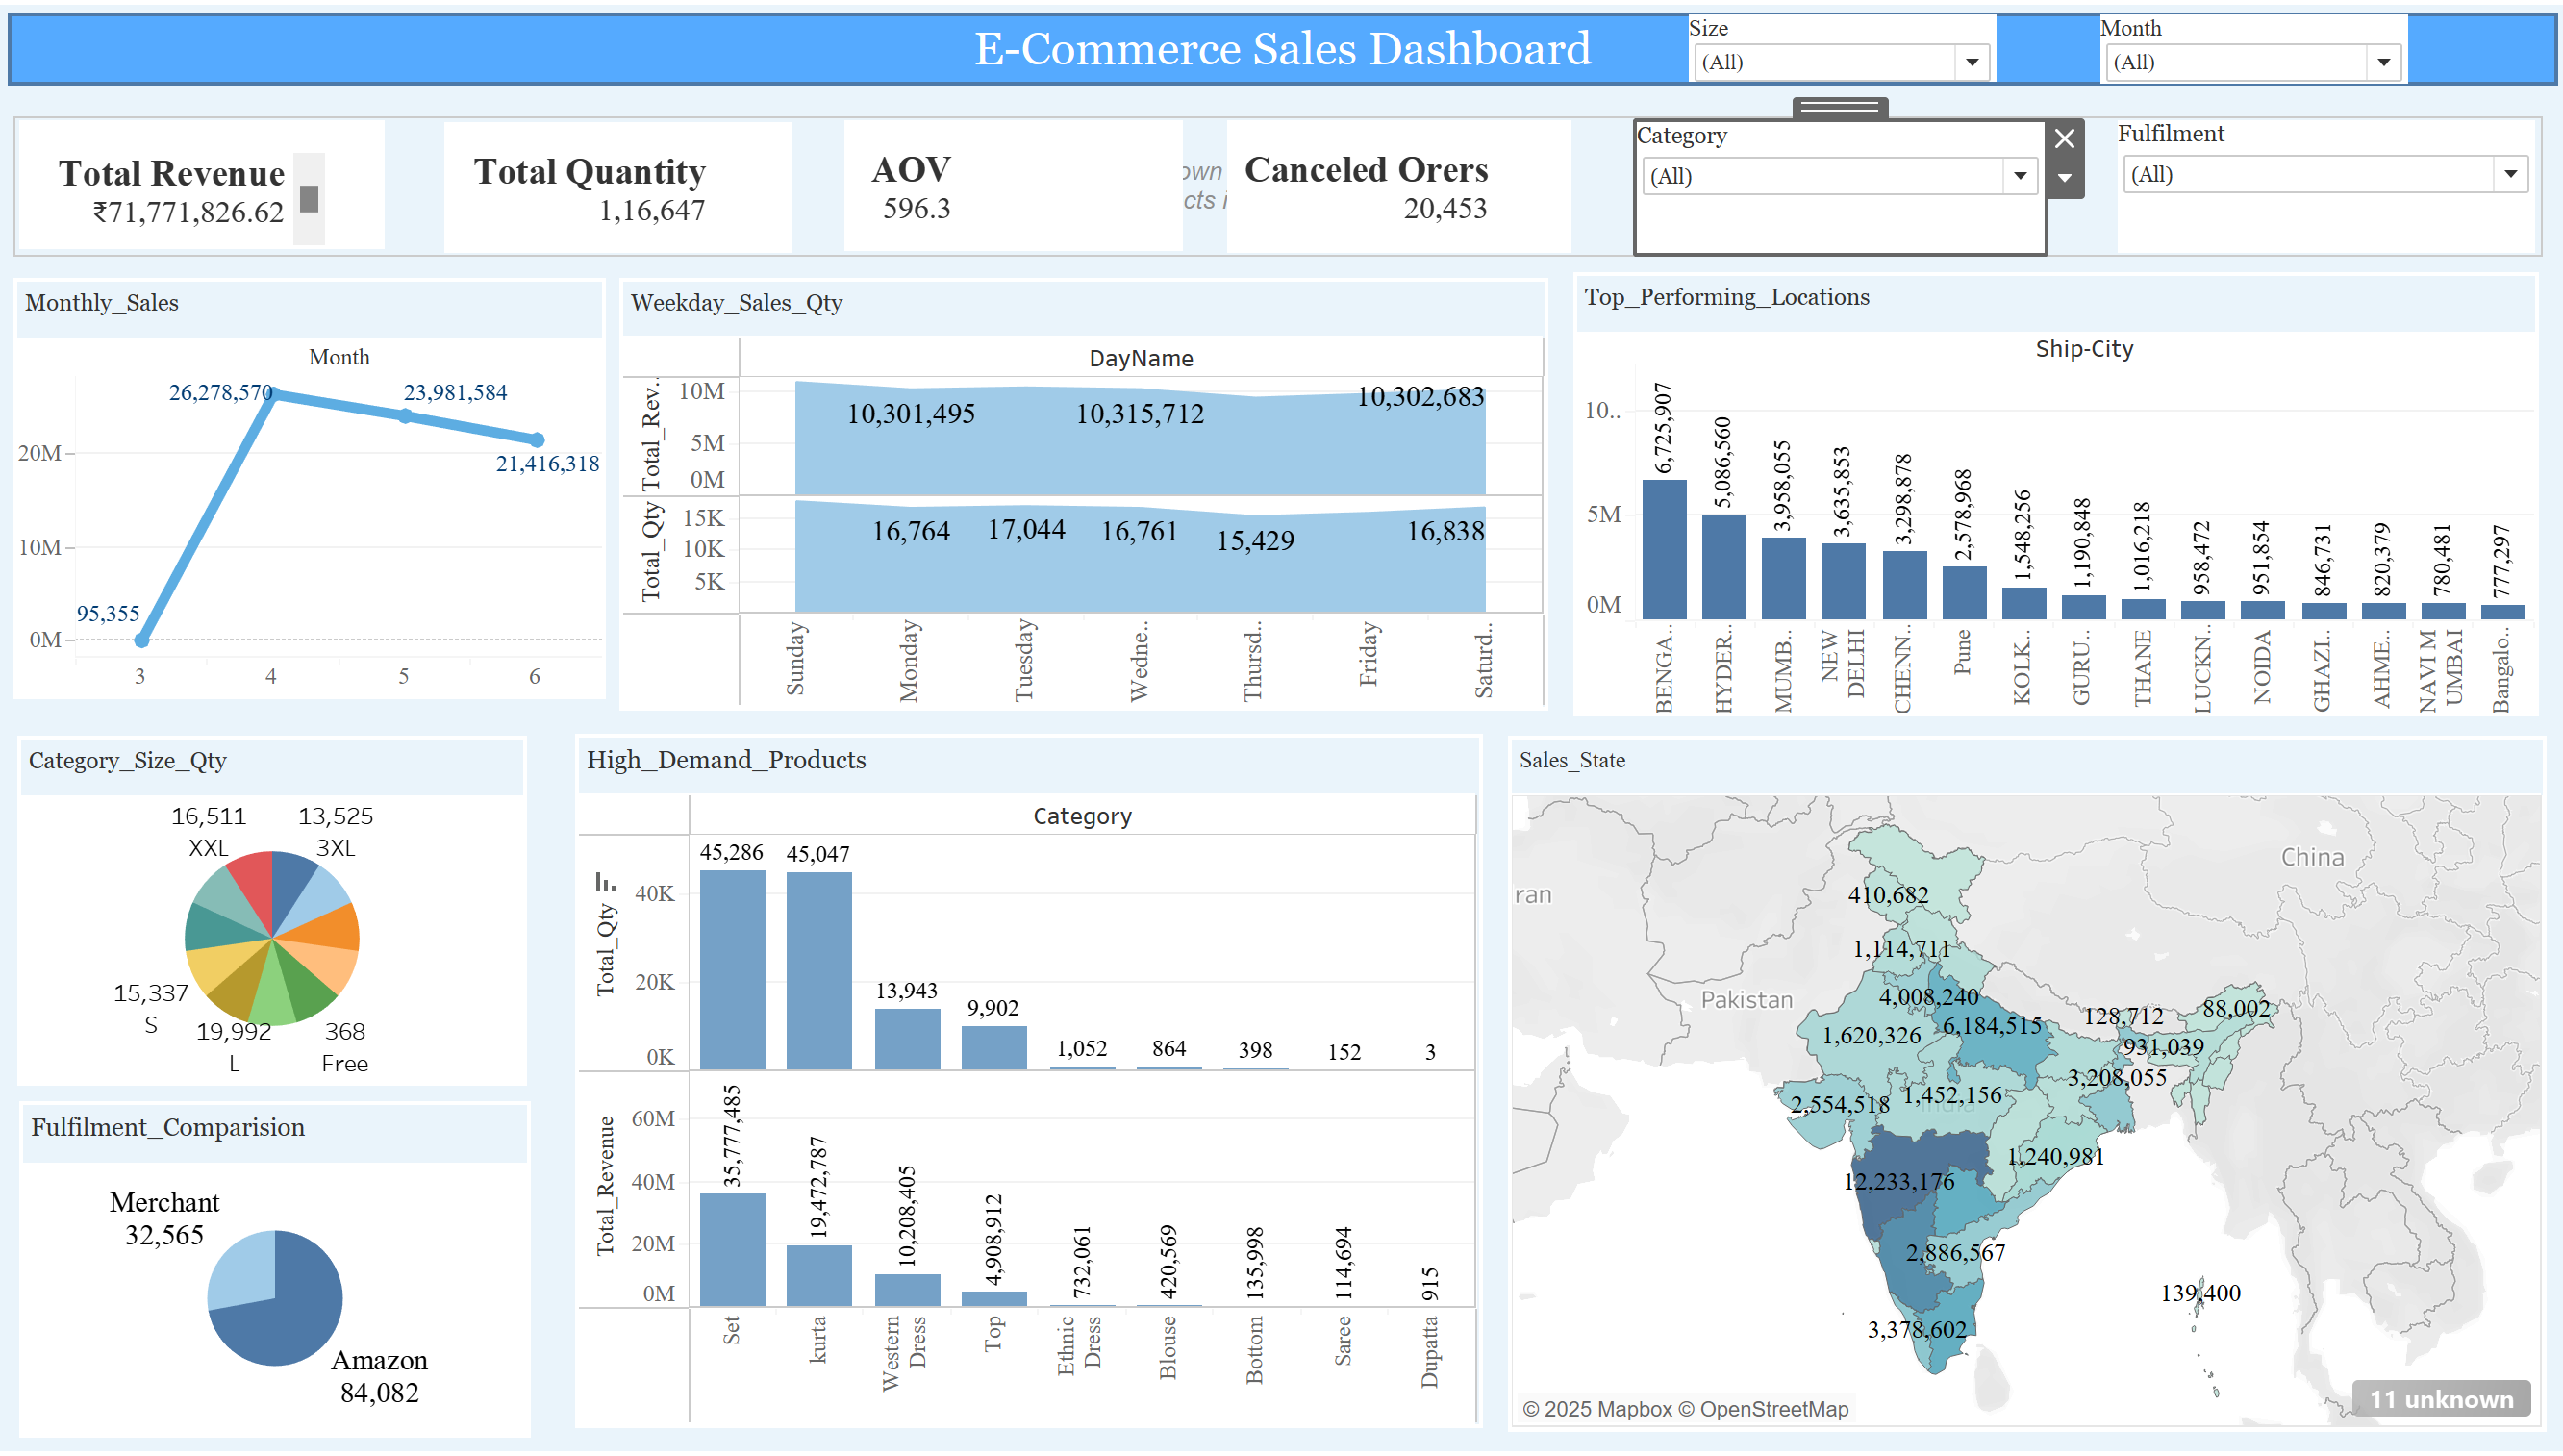 E-Commerce Sales Dashboard
Size
(All)
Month
(All)
Total Revenue
₹71,771,826.62
Total Quantity
1,16,647
AOV
596.3
own
cts i
Canceled Orers
20,453
Category
(All)
Fulfilment
(All)
Monthly_Sales
Month
26,278,570
23,981,584
21,416,318
95,355
20M
10M
0M
3
4
5
6
Weekday_Sales_Qty
DayName
Total_Rev..
10M
5M
0M
10,301,495
10,315,712
10,302,683
Total_Qty
15K
10K
5K
16,764
17,044
16,761
15,429
16,838
Sunday
Monday
Tuesday
Wedne..
Thursd..
Friday
Saturd..
Top_Performing_Locations
Ship-City
10..
5M
0M
6,725,907
5,086,560
3,958,055
3,635,853
3,298,878
2,578,968
1,548,256
1,190,848
1,016,218
958,472
951,854
846,731
820,379
780,481
777,297
BENGA..
HYDER..
MUMB..
NEW
DELHI
CHENN..
Pune
KOLK..
GURU..
THANE
LUCKN..
NOIDA
GHAZI..
AHME..
NAVI M
UMBAI
Bangalo..
Category_Size_Qty
16,511
XXL
13,525
3XL
15,337
S
19,992
L
368
Free
Fulfilment_Comparision
Merchant
32,565
Amazon
84,082
High_Demand_Products
Category
Total_Qty
40K
20K
0K
45,286
45,047
13,943
9,902
1,052
864
398
152
3
Total_Revenue
60M
40M
20M
0M
35,777,485
19,472,787
10,208,405
4,908,912
732,061
420,569
135,998
114,694
915
Set
kurta
Western
Dress
Top
Ethnic
Dress
Blouse
Bottom
Saree
Dupatta
Sales_State
China
ran
Pakistan
India
410,682
1,114,711
4,008,240
1,620,326
6,184,515
128,712
88,002
931,039
3,208,055
2,554,518
1,452,156
1,240,981
12,233,176
2,886,567
139,400
3,378,602
© 2025 Mapbox © OpenStreetMap
11 unknown